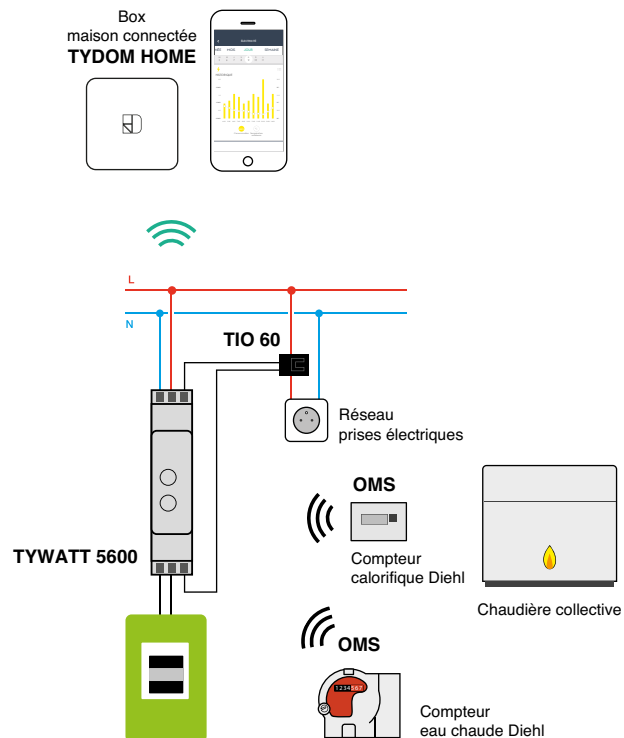 Box
maison connectée
TYDOM HOME
L
N
TIO 60
Réseau
prises électriques
OMS
TYWATT 5600
Compteur
calorifique Diehl
Chaudière collective
OMS
1234567
Compteur
eau chaude Diehl